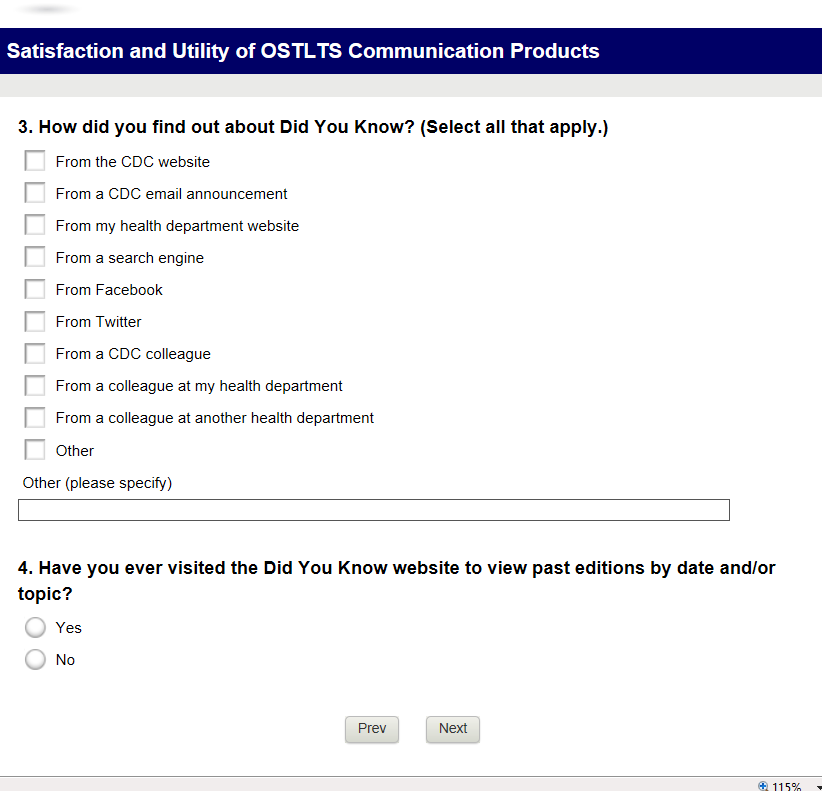 Satisfaction and Utility of OSTLTS Communication Products
3. How did you find out about Did You Know? (Select all that apply.)
From the CDC website
From a CDC email announcement
From my health department website
From a search engine
From Facebook
From Twitter
From a CDC colleague
From a colleague at my health department
From a colleague at another health department
Other
Other (please specify)
4. Have you ever visited the Did You Know website to view past editions by date and/or
topic?
Yes
No
Prev Next
115%